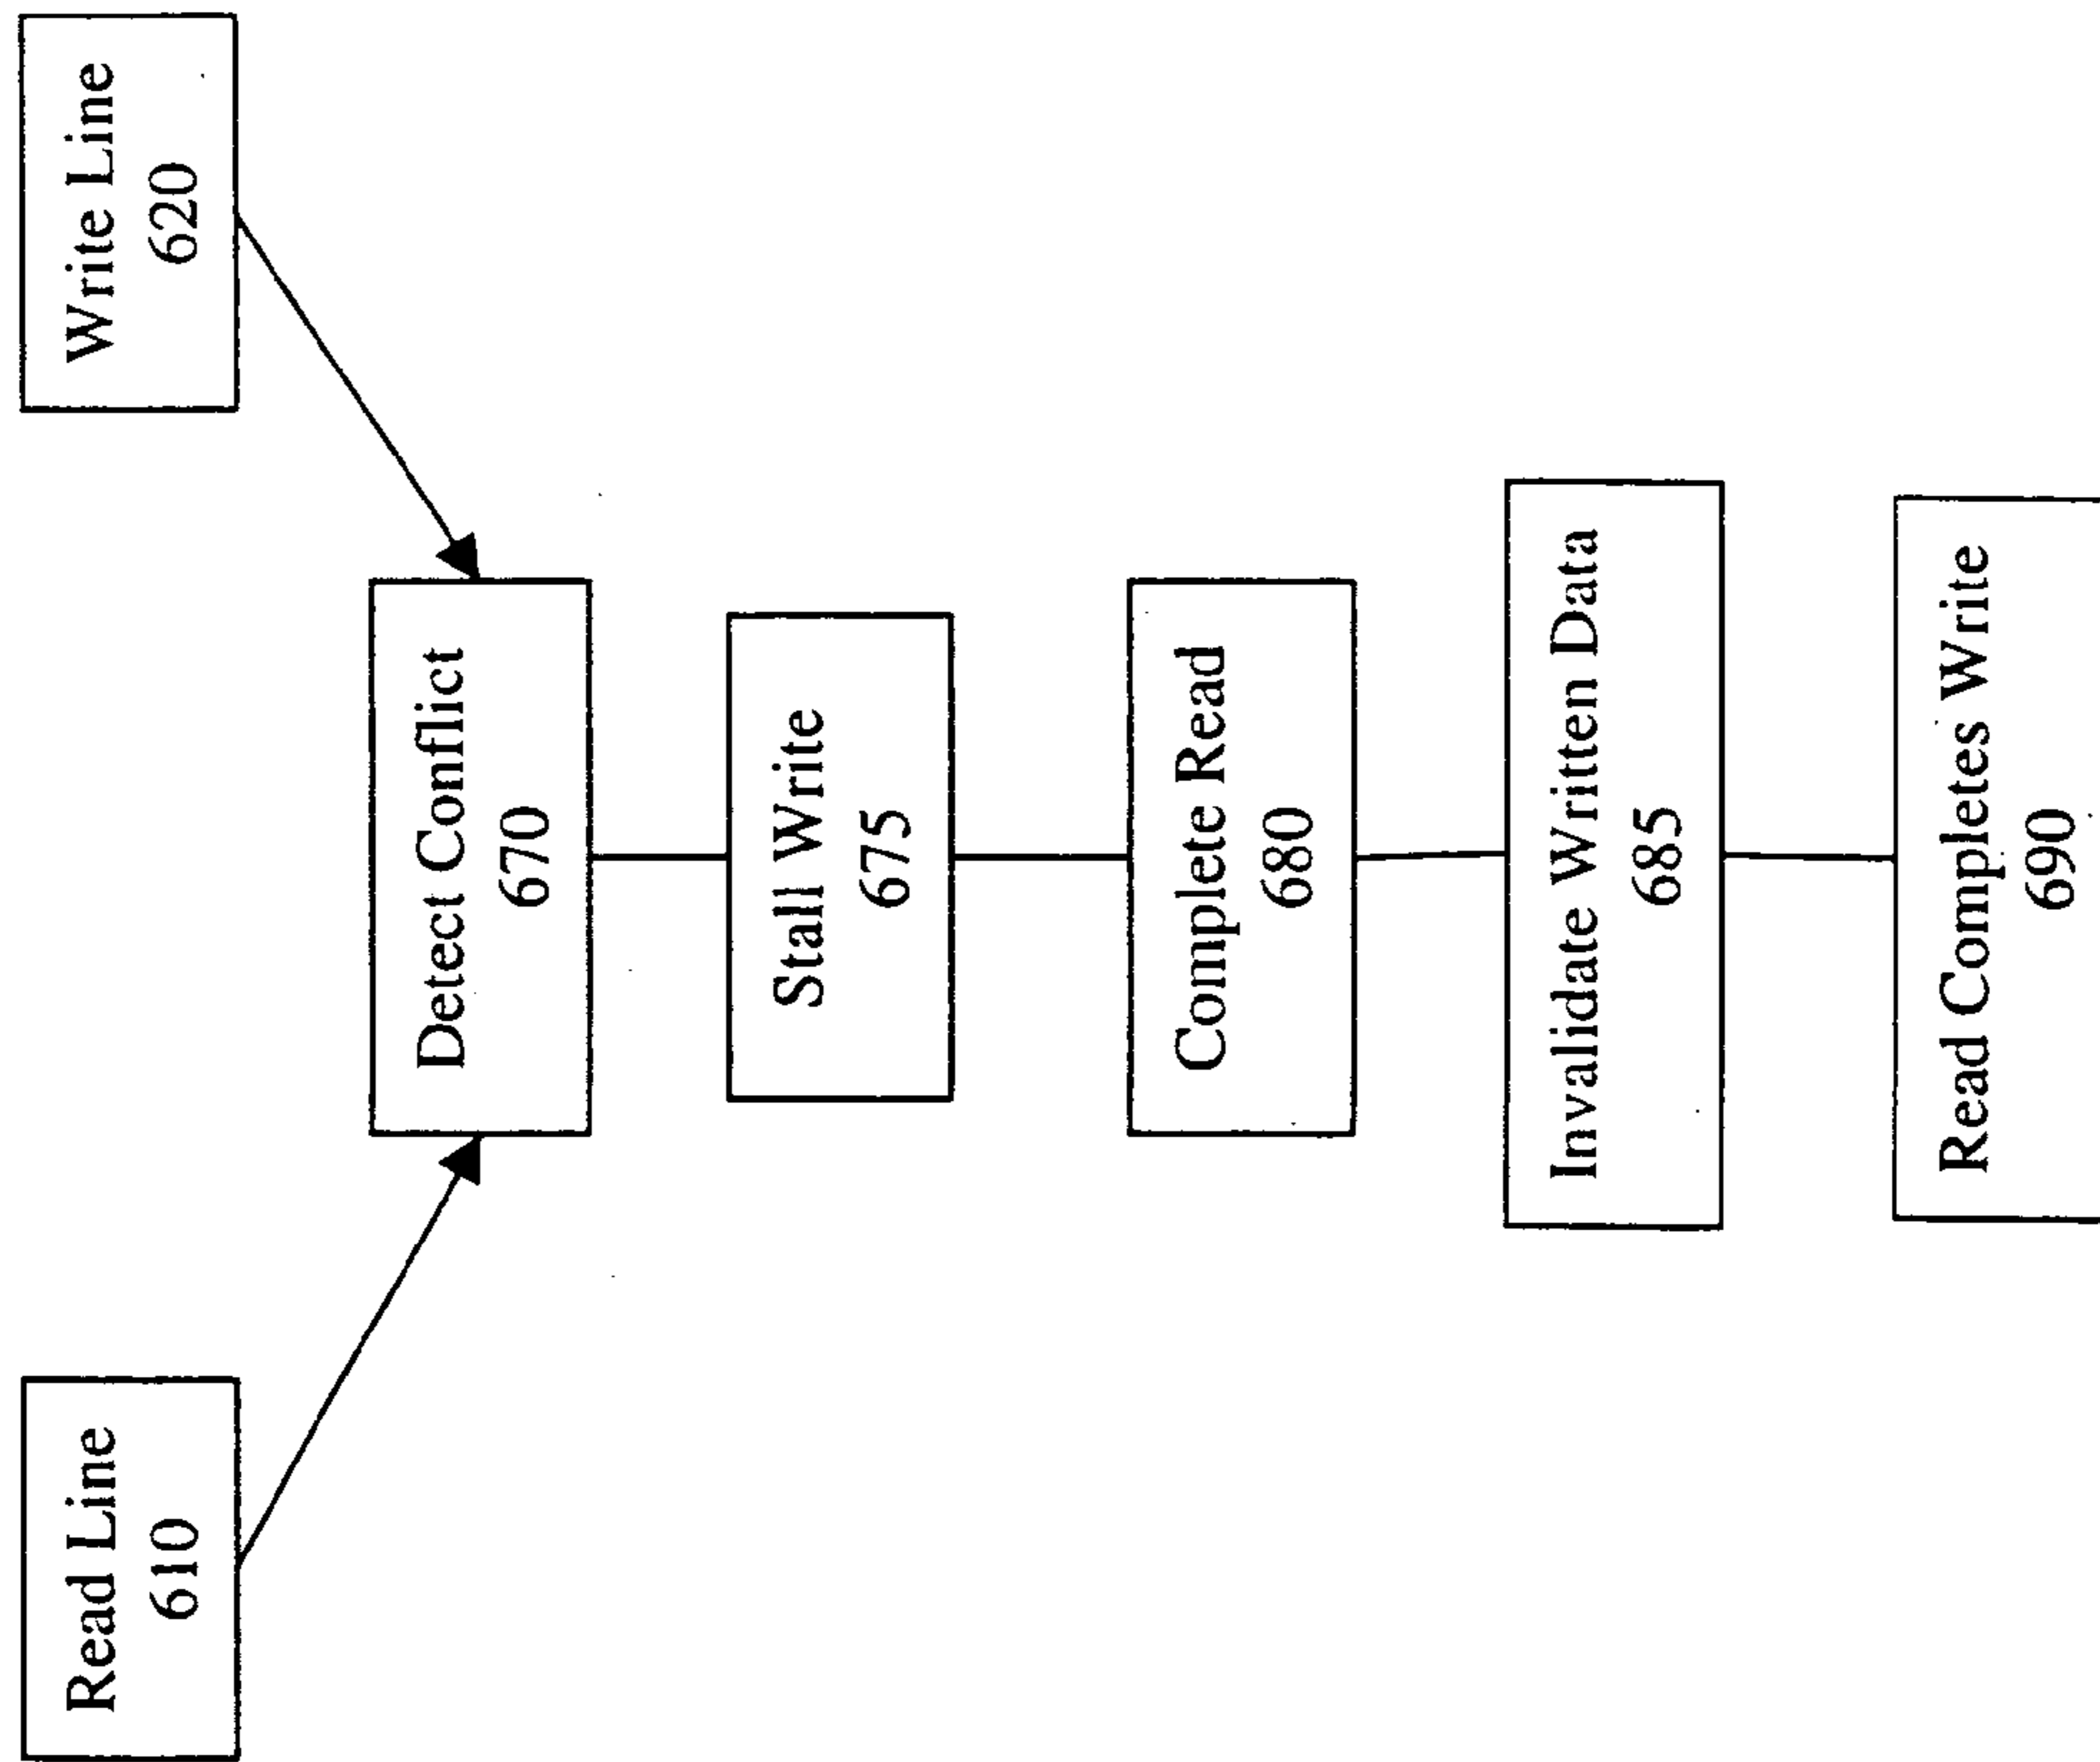 Read Line
610
Write Line
620
Detect Conflict
670
Stall Write
675
Complete Read
680
Invalidate Written Data
685
Read Completes Write
690